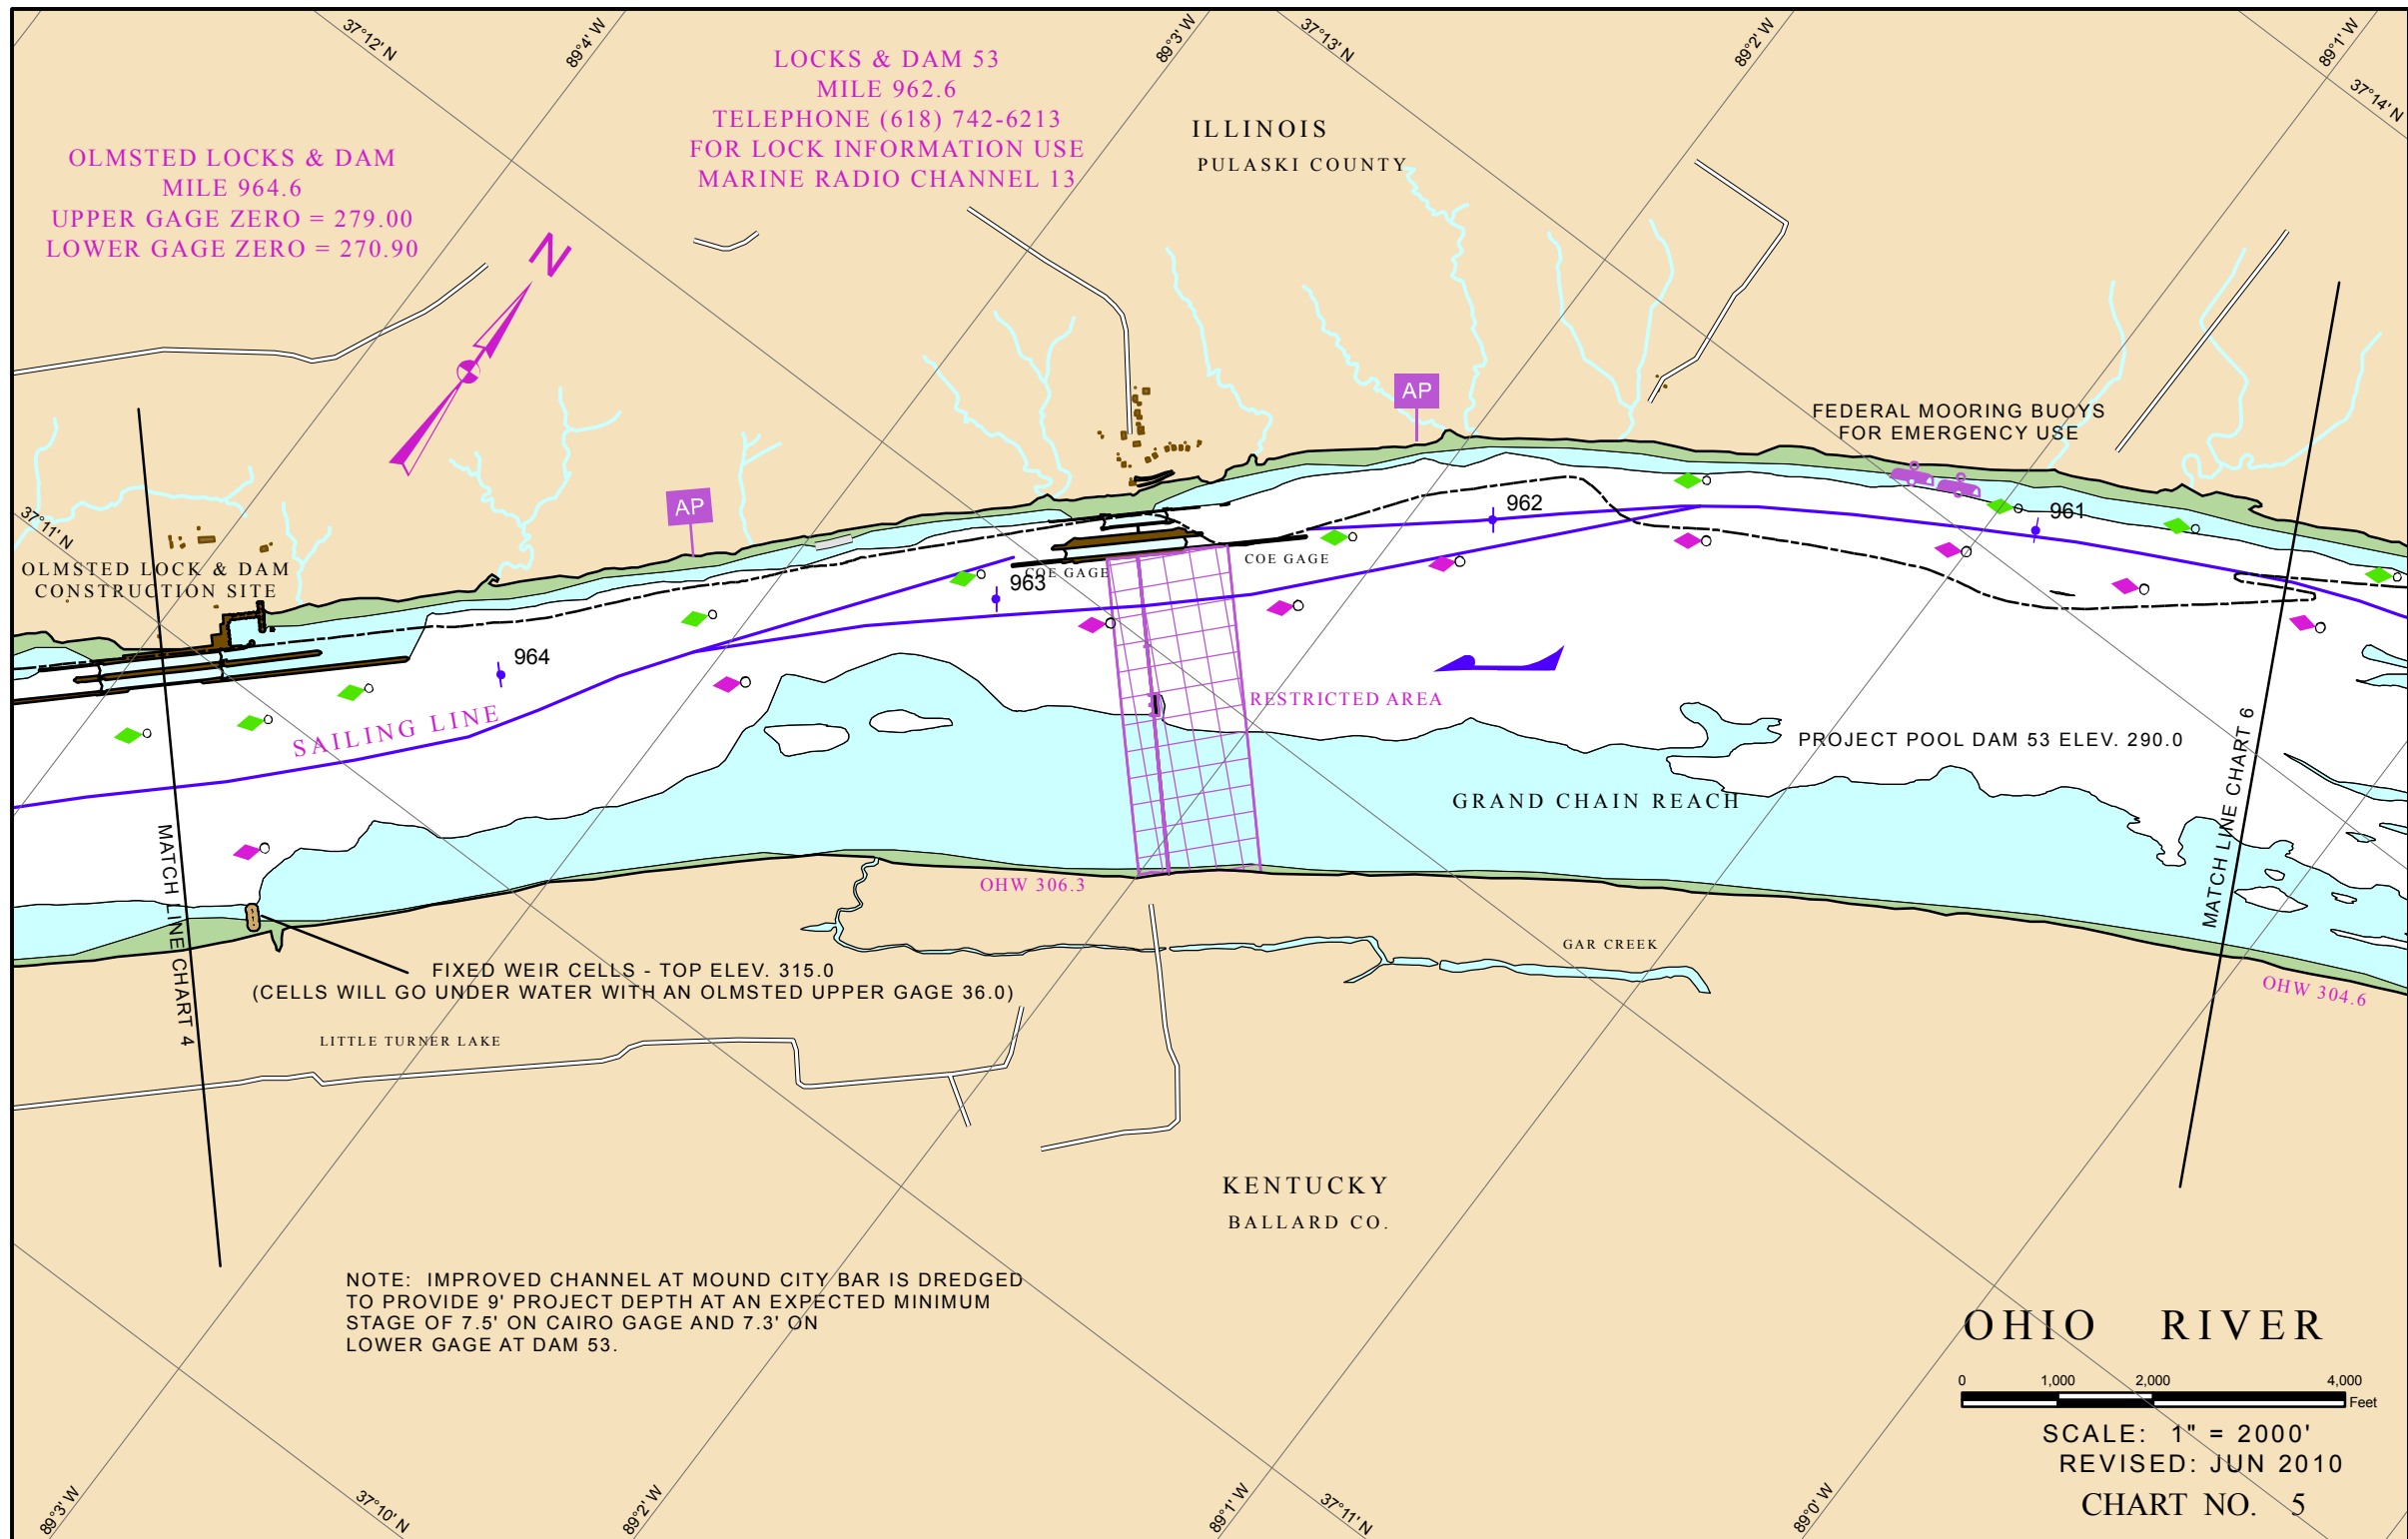 37°12' N
89°4' W
89°3' W
37°13' N
89°2' W
89°1' W
37°14' N
LOCKS & DAM 53
MILE 962.6
TELEPHONE (618) 742-6213
FOR LOCK INFORMATION USE
MARINE RADIO CHANNEL 13
ILLINOIS
PULASKI COUNTY
OLMSTED LOCKS & DAM
MILE 964.6
UPPER GAGE ZERO = 279.00
LOWER GAGE ZERO = 270.90
N
AP
AP
FEDERAL MOORING BUOYS
FOR EMERGENCY USE
37°11' N
OLMSTED LOCK & DAM
CONSTRUCTION SITE
962
961
COE GAGE
COE GAGE
963
964
SAILING LINE
RESTRICTED AREA
PROJECT POOL DAM 53 ELEV. 290.0
GRAND CHAIN REACH
MATCH LINE CHART 6
MATCH LINE CHART 4
OHW 306.3
GAR CREEK
OHW 304.6
FIXED WEIR CELLS - TOP ELEV. 315.0
(CELLS WILL GO UNDER WATER WITH AN OLMSTED UPPER GAGE 36.0)
LITTLE TURNER LAKE
KENTUCKY
BALLARD CO.
NOTE: IMPROVED CHANNEL AT MOUND CITY BAR IS DREDGED
TO PROVIDE 9' PROJECT DEPTH AT AN EXPECTED MINIMUM
STAGE OF 7.5' ON CAIRO GAGE AND 7.3' ON
LOWER GAGE AT DAM 53.
OHIO RIVER
0 1,000 2,000 4,000
Feet
SCALE: 1" = 2000'
REVISED: JUN 2010
CHART NO. 5
89°3' W
37°10' N
89°2' W
89°1' W
37°11' N
89°0' W